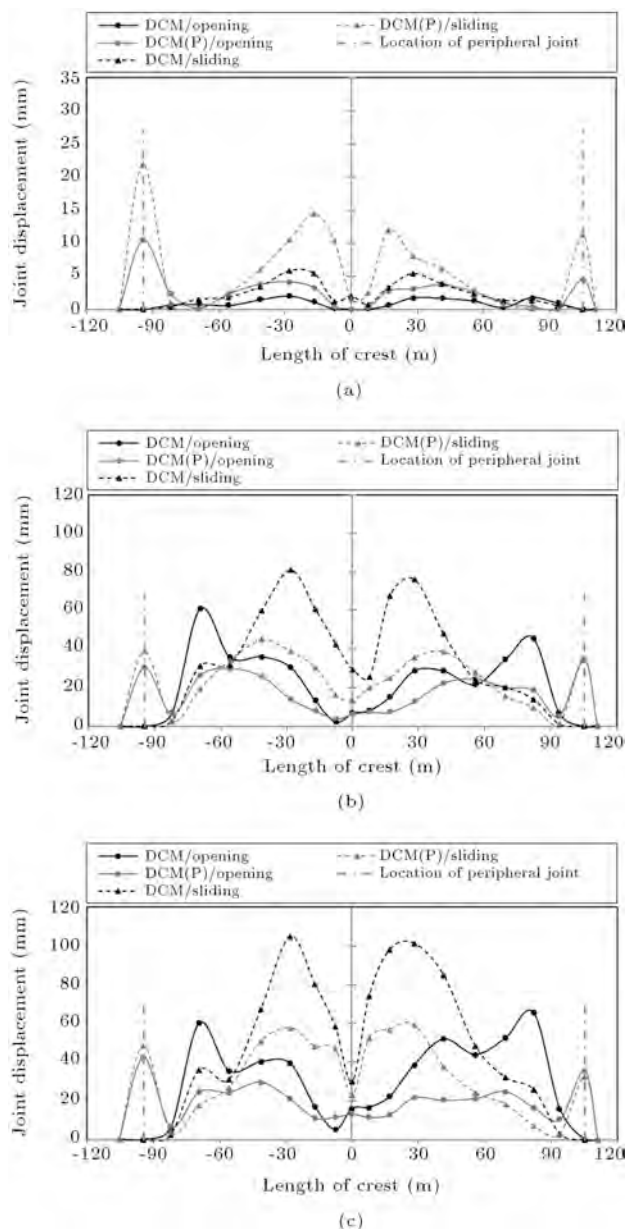 DCM/opening DCM(P)/sliding
DCM(P)/opening Location of peripheral joint
DCM/sliding
Joint displacement (mm)
35
30
25
20
15
10
5
0
-120 -90 -60 -30 0 30 60 90 120
Length of crest (m)
(a)
DCM/opening DCM(P)/sliding
DCM(P)/opening Location of peripheral joint
DCM/sliding
Joint displacement (mm)
120
100
80
60
40
20
0
-120 -90 -60 -30 0 30 60 90 120
Length of crest (m)
(b)
DCM/opening DCM(P)/sliding
DCM(P)/opening Location of peripheral joint
DCM/sliding
Joint displacement (mm)
120
100
80
60
40
20
0
-120 -90 -60 -30 0 30 60 90 120
Length of crest (m)
(c)